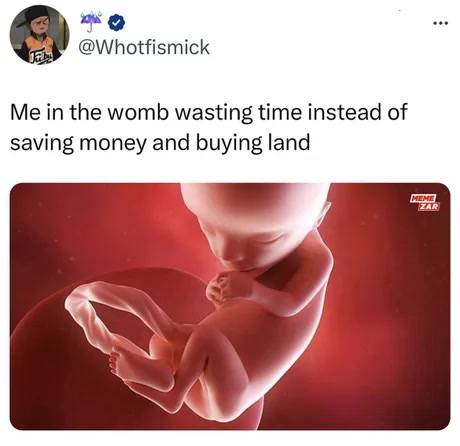 @Whotfismick
Me in the womb wasting time instead of
saving money and buying land
MEME
ZAR